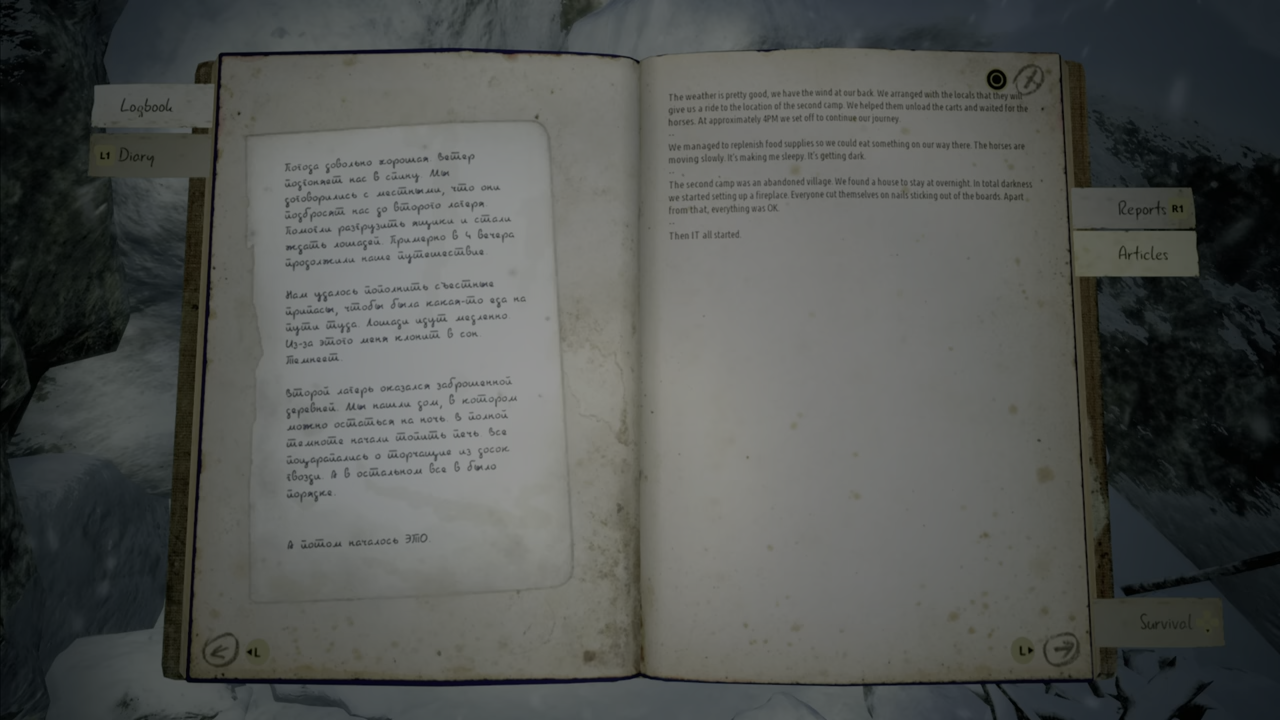 Logbook
L1 Diary
Погода довольно хорошая. Ветер
подгоняет нас в спину. Мы
договорились с местными, что они
подбросят нас до второго лагеря.
Помогли разгрузить ящики и стали
ждать лошадей. Примерно в 4 вечера
продолжили наше путешествие.
Нам удалось пополнить съестные
припасы, чтобы была какая-то еда на
пути туда. Лошади идут медленно.
Из-за этого меня клонит в сон.
Темнеет.
Второй лагерь оказался заброшенной
деревней. Мы нашли дом, в котором
можно остаться на ночь. В полной
темноте начали топить печь. Все
поцарапались о торчащие из досок
гвозди. А в остальном все в было
порядке.
А потом началось ЭТО.
L
The weather is pretty good, we have the wind at our back. We arranged with the locals that they will
give us a ride to the location of the second camp. We helped them unload the carts and waited for the
horses. At approximately 4PM we set off to continue our journey.
...
We managed to replenish food supplies so we could eat something on our way there. The horses are
moving slowly. It's making me sleepy. It's getting dark.
...
The second camp was an abandoned village. We found a house to stay at overnight. In total darkness
we started setting up a fireplace. Everyone cut themselves on nails sticking out of the boards. Apart
from that, everything was OK.
...
Then IT all started.
Reports R1
Articles
Survival
L